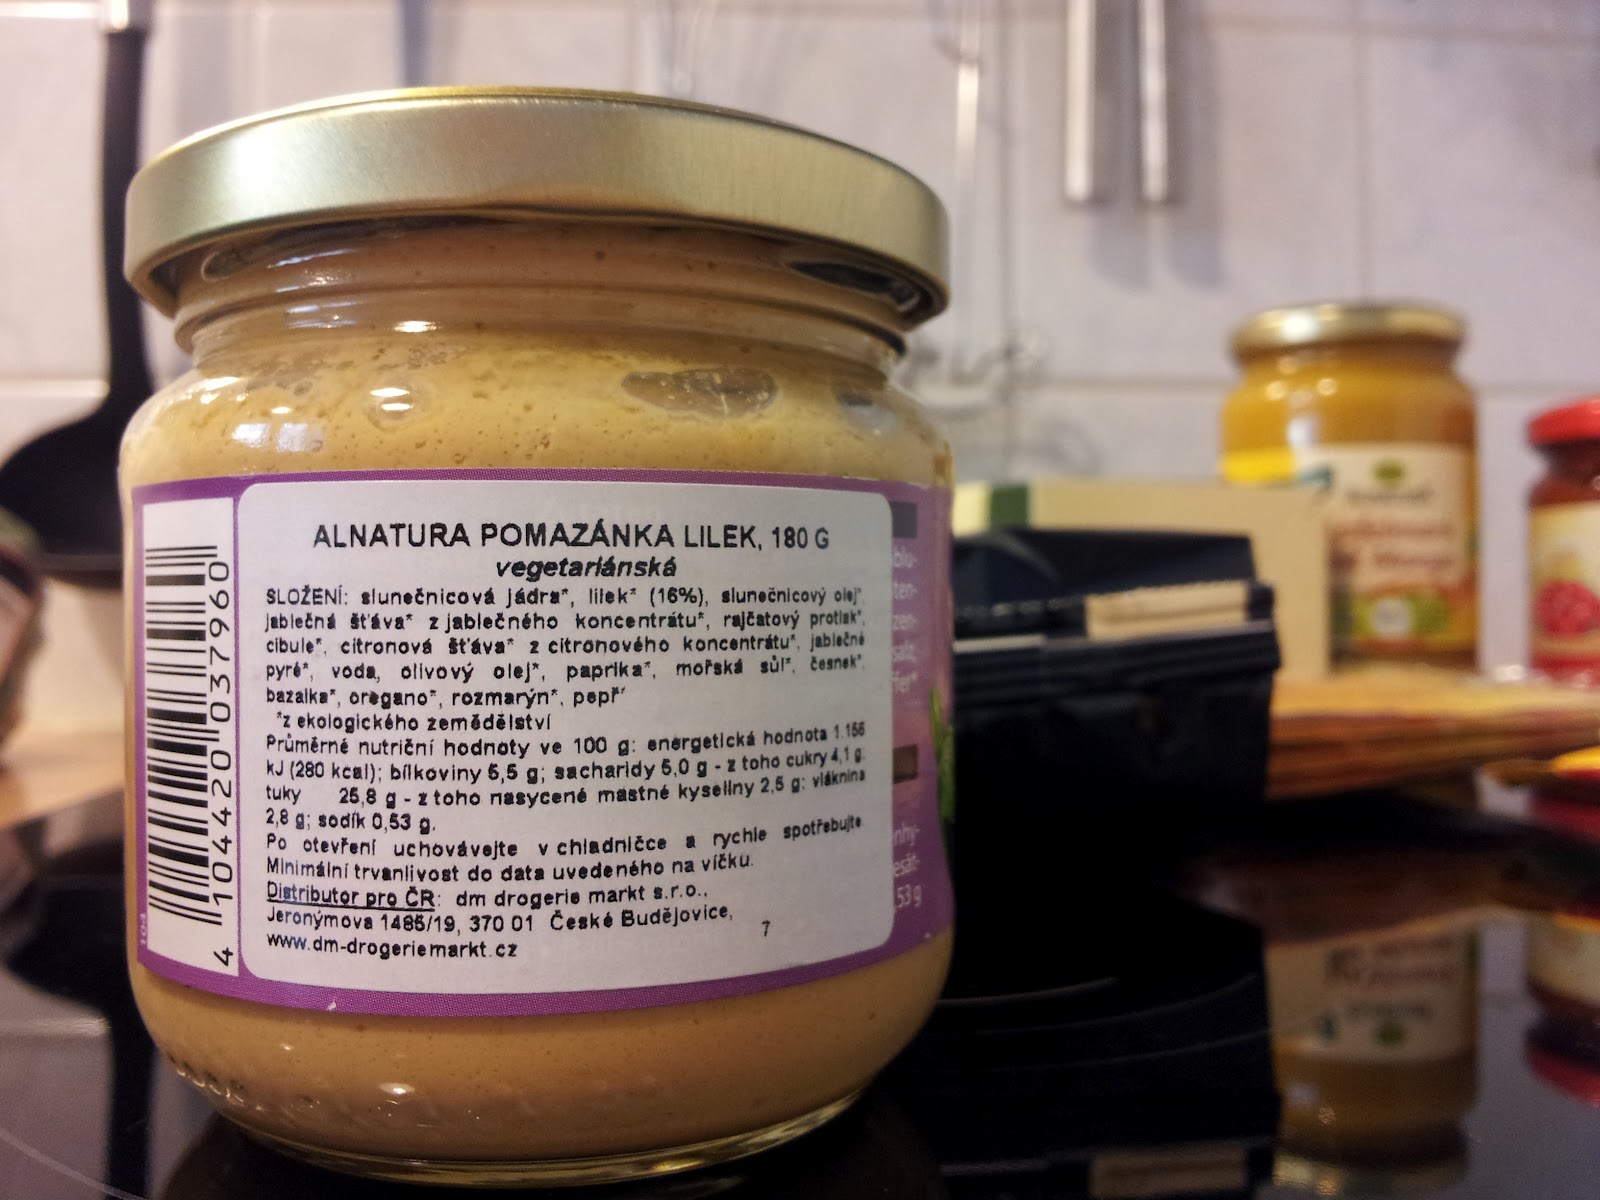 ALNATURA POMAZÁNKA LILEK, 180 G
vegetariánská
SLOŽENÍ: slunečnicová jádra*, lilek* (16%), slunečnicový olej*,
jablečná šťáva* z jablečného koncentrátu*, rajčatový protlak*,
cibule*, citronová šťáva* z citronového koncentrátu*, jablečné
pyré*, voda, olivový olej*, paprika*, mořská sůl*, česnek*,
bazalka*, oregano*, rozmarýn*, pepř*
*z ekologického zemědělství
Průměrné nutriční hodnoty ve 100 g: energetická hodnota 1.156
kJ (280 kcal); bílkoviny 5,5 g; sacharidy 5,0 g - z toho cukry 4,1 g;
tuky 25,8 g - z toho nasycené mastné kyseliny 2,5 g; vláknina
2,8 g; sodík 0,53 g.
Po otevření uchovávejte v chladničce a rychle spotřebujte.
Minimální trvanlivost do data uvedeného na víčku.
Distributor pro ČR: dm drogerie markt s.r.o.,
Jeronýmova 1485/19, 370 01 České Budějovice,
www.dm-drogeriemarkt.cz
7
4 104420 037960
104
53 g